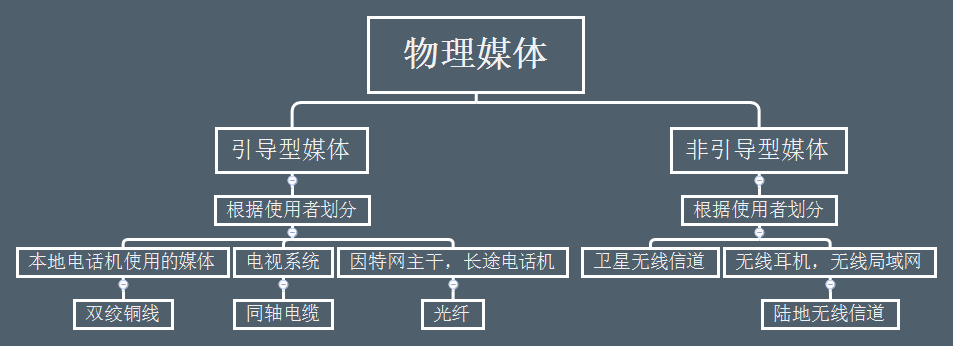 物理媒体
引导型媒体
非引导型媒体
根据使用者划分
根据使用者划分
本地电话机使用的媒体
电视系统
因特网主干，长途电话机
卫星无线信道
无线耳机，无线局域网
双绞铜线
同轴电缆
光纤
陆地无线信道